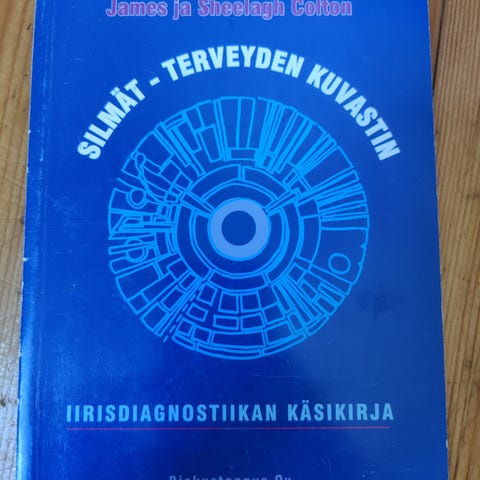 James ja Sheelagh Colton
SILMÄT - TERVEYDEN KUVASTIN
IIRISDIAGNOSTIIKAN KÄSIKIRJA